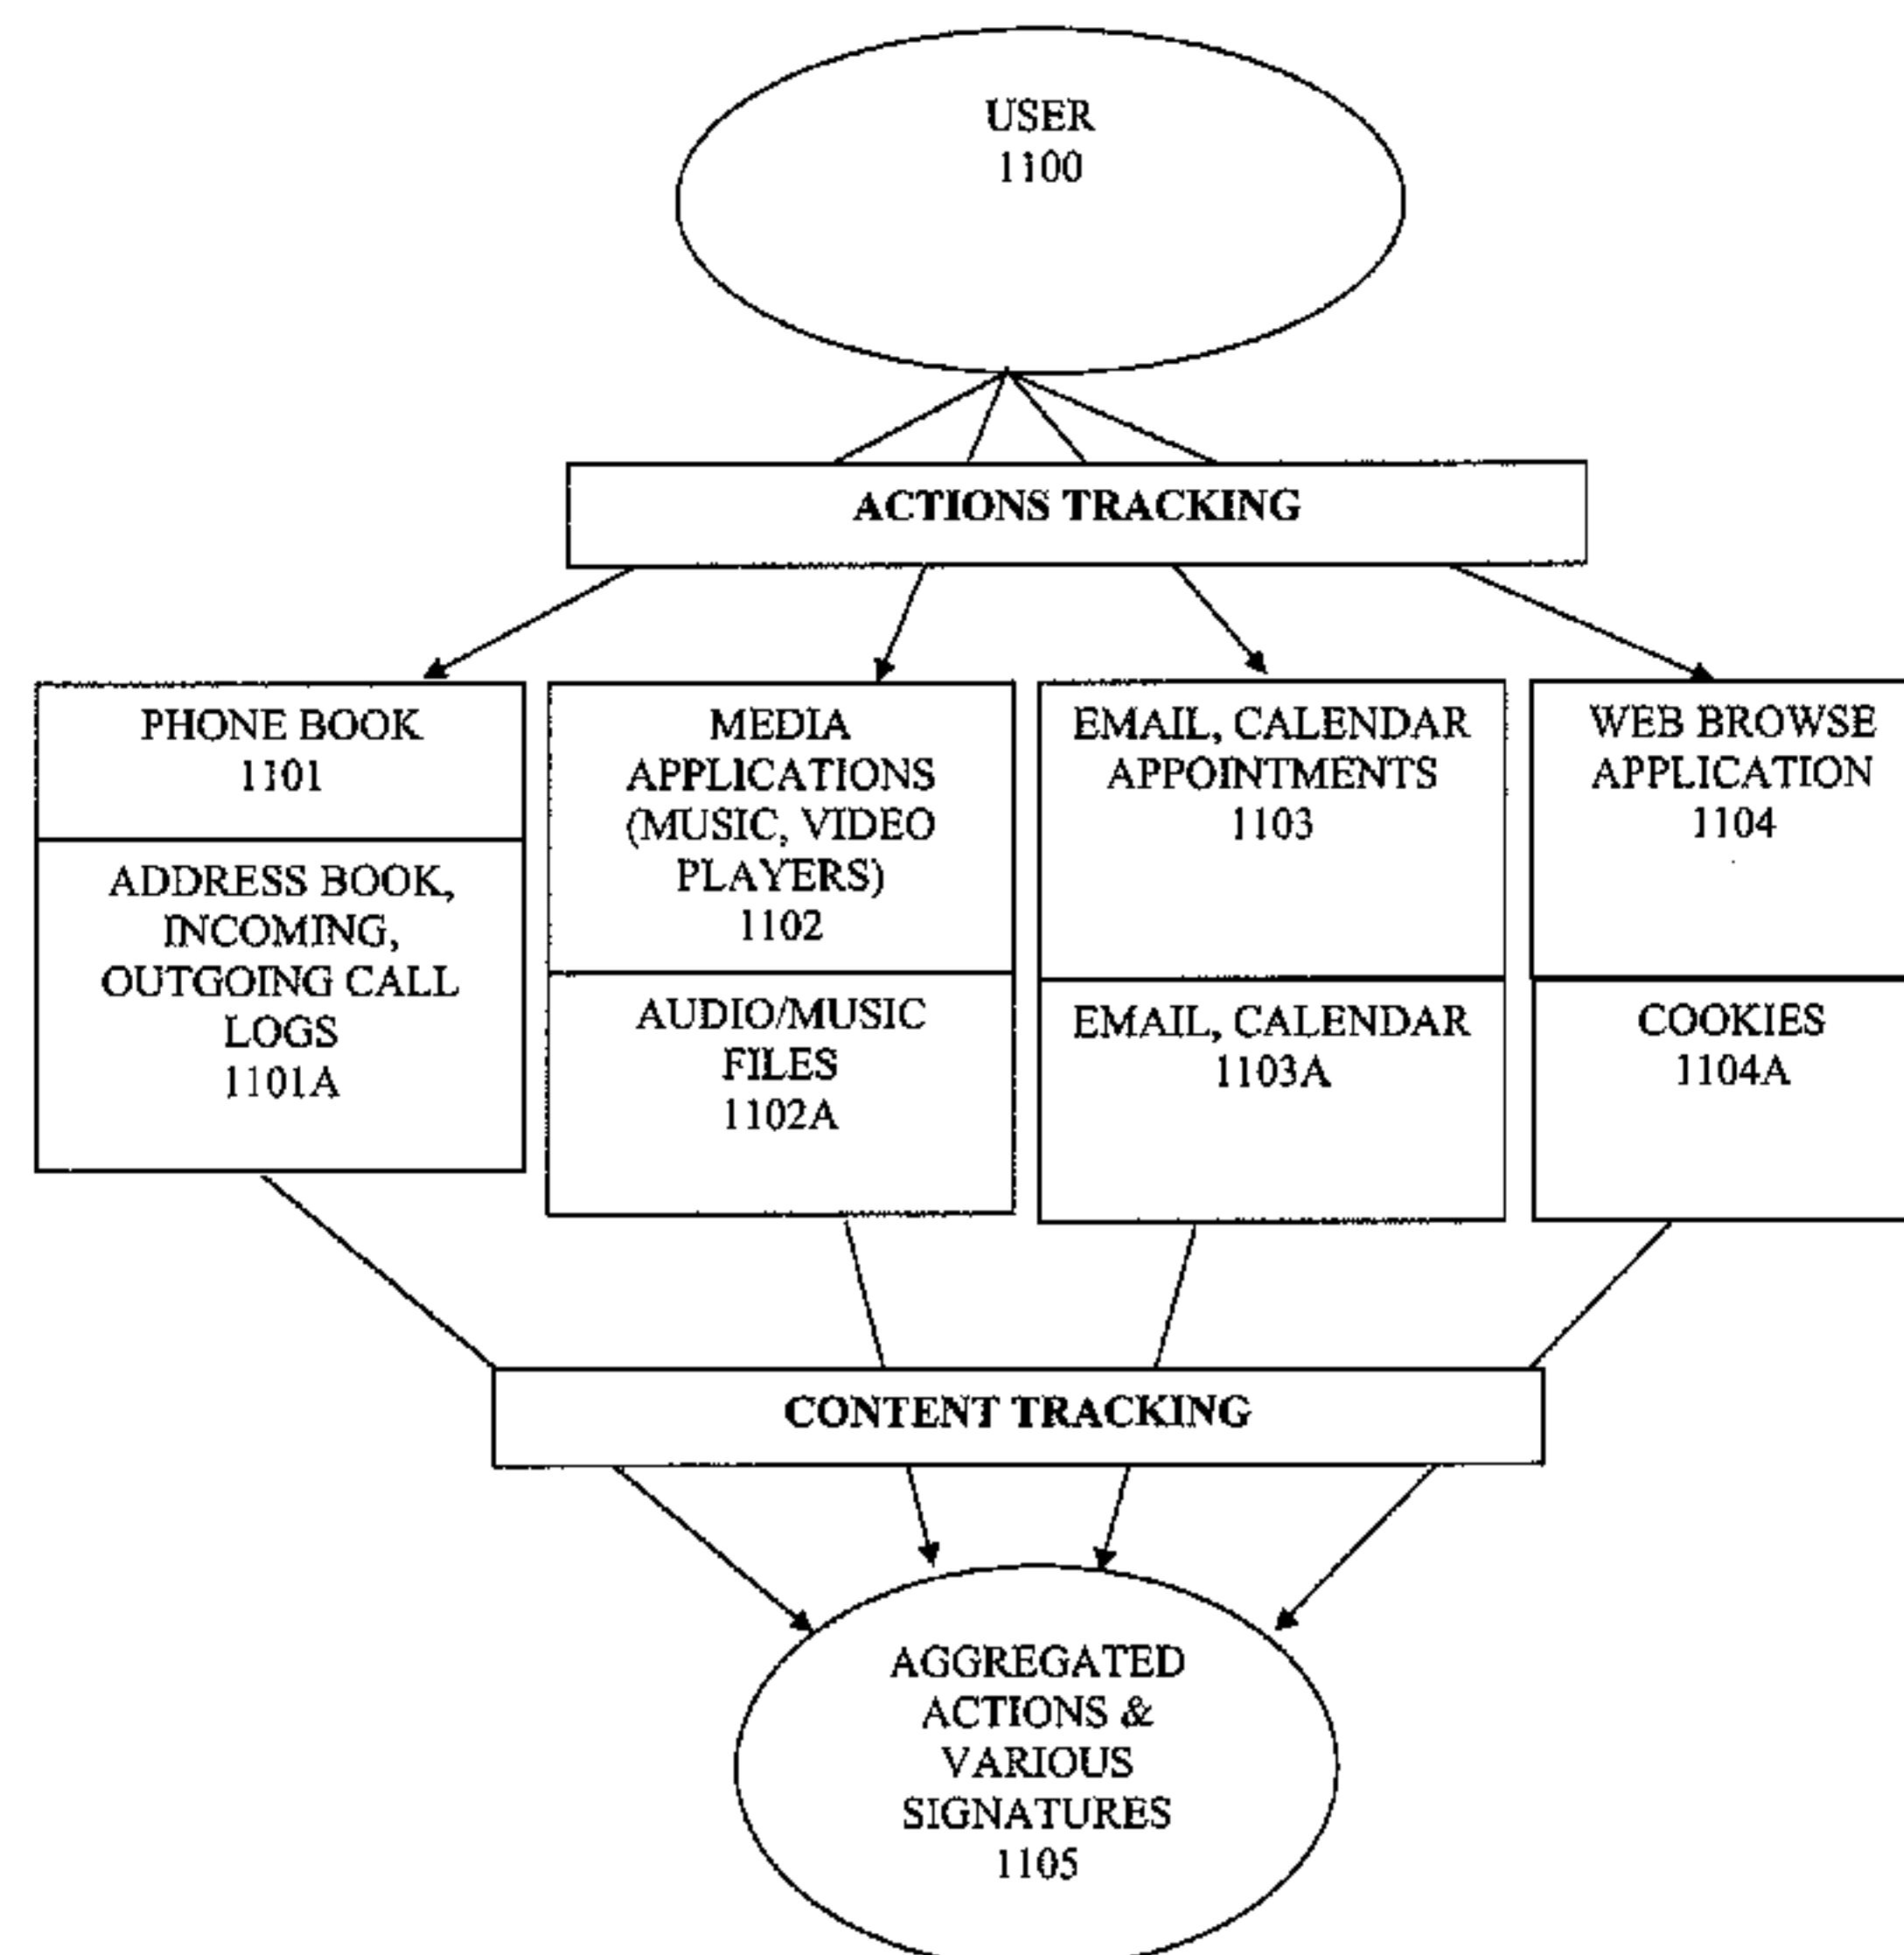 USER
1100
ACTIONS TRACKING
PHONE BOOK
1101
ADDRESS BOOK,
INCOMING,
OUTGOING CALL
LOGS
1101A
MEDIA
APPLICATIONS
(MUSIC, VIDEO
PLAYERS)
1102
AUDIO/MUSIC
FILES
1102A
EMAIL, CALENDAR
APPOINTMENTS
1103
EMAIL, CALENDAR
1103A
WEB BROWSE
APPLICATION
1104
COOKIES
1104A
CONTENT TRACKING
AGGREGATED
ACTIONS &
VARIOUS
SIGNATURES
1105